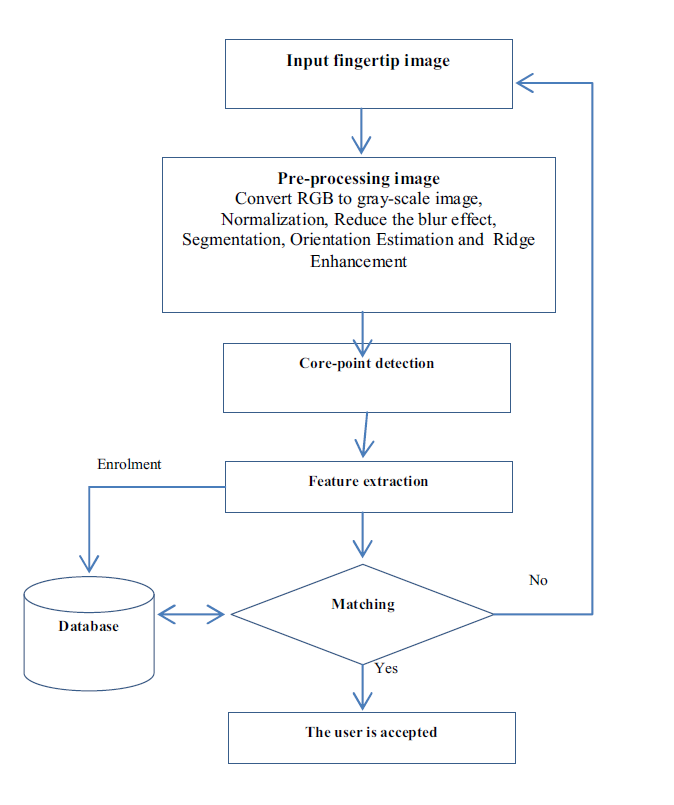 Input fingertip image
Pre-processing image
Convert RGB to gray-scale image,
Normalization, Reduce the blur effect,
Segmentation, Orientation Estimation and Ridge
Enhancement
Core-point detection
Enrolment
Feature extraction
No
Matching
Database
Yes
The user is accepted